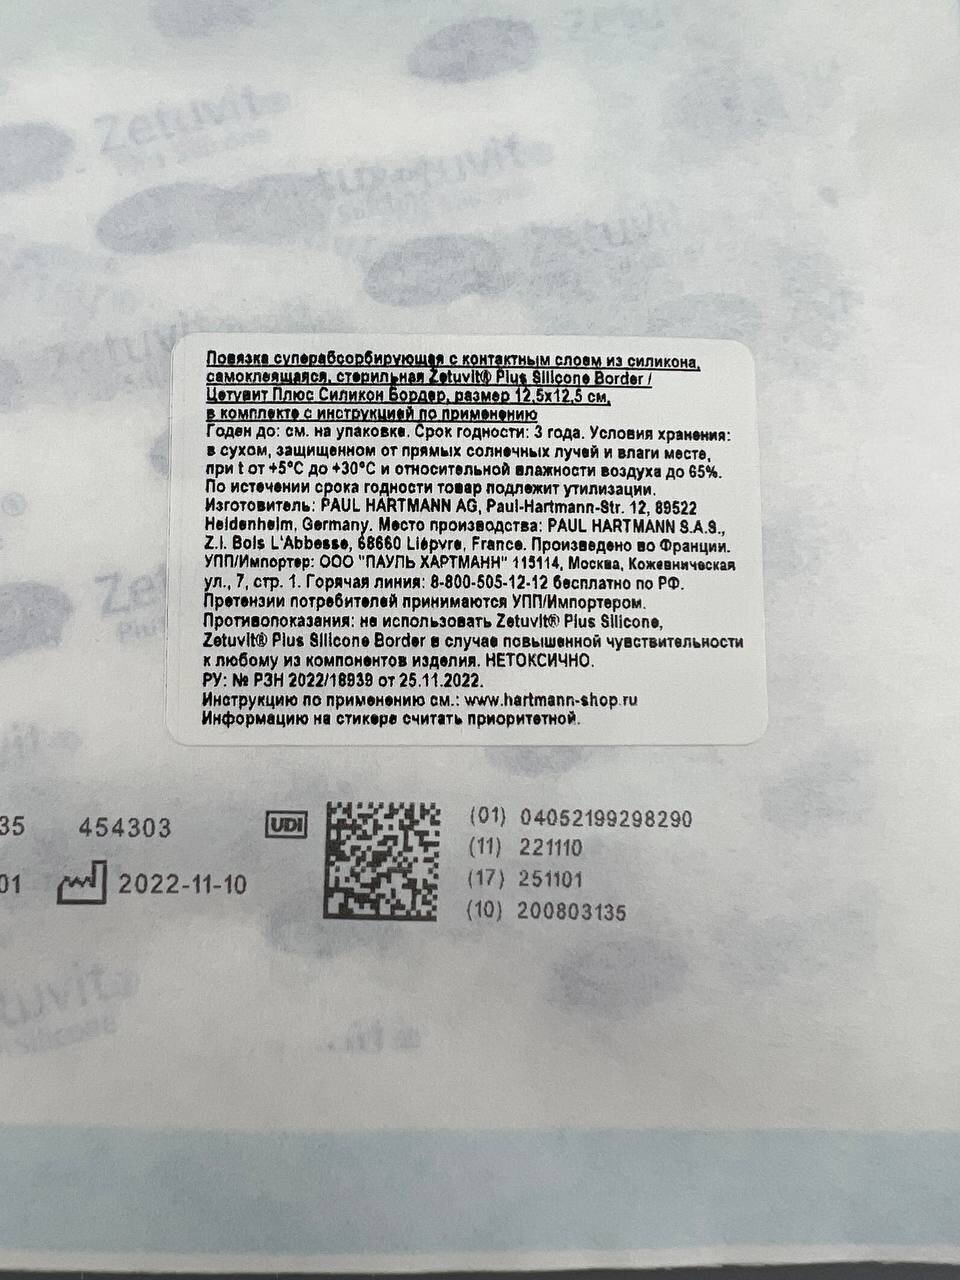 Zetuvit
Zetuvit
Повязка суперабсорбирующая с контактным слоем из силикона,
самоклеящаяся, стерильная Zetuvit® Plus Silicone Border /
Цетувит Плюс Силикон Бордер, размер 12,5x12,5 см,
в комплекте с инструкцией по применению
Годен до: см. на упаковке. Срок годности: 3 года. Условия хранения:
в сухом, защищенном от прямых солнечных лучей и влаги месте,
при t от +5°C до +30°C и относительной влажности воздуха до 65%.
По истечении срока годности товар подлежит утилизации.
Изготовитель: PAUL HARTMANN AG, Paul-Hartmann-Str. 12, 89522
Heidenheim, Germany. Место производства: PAUL HARTMANN S.A.S.,
Z.I. Bois L'Abbesse, 68660 Lièpvre, France. Произведено во Франции.
УПП/Импортер: ООО "ПАУЛЬ ХАРТМАНН" 115114, Москва, Кожевническая
ул., 7, стр. 1. Горячая линия: 8-800-505-12-12 бесплатно по РФ.
Претензии потребителей принимаются УПП/Импортером.
Противопоказания: не использовать Zetuvit® Plus Silicone,
Zetuvit® Plus Silicone Border в случае повышенной чувствительности
к любому из компонентов изделия. НЕТОКСИЧНО.
РУ: № РЗН 2022/18939 от 25.11.2022.
Инструкцию по применению см.: www.hartmann-shop.ru
Информацию на стикере считать приоритетной.
35 454303 UDI (01) 04052199298290
(11) 221110
01 2022-11-10 (17) 251101
(10) 200803135